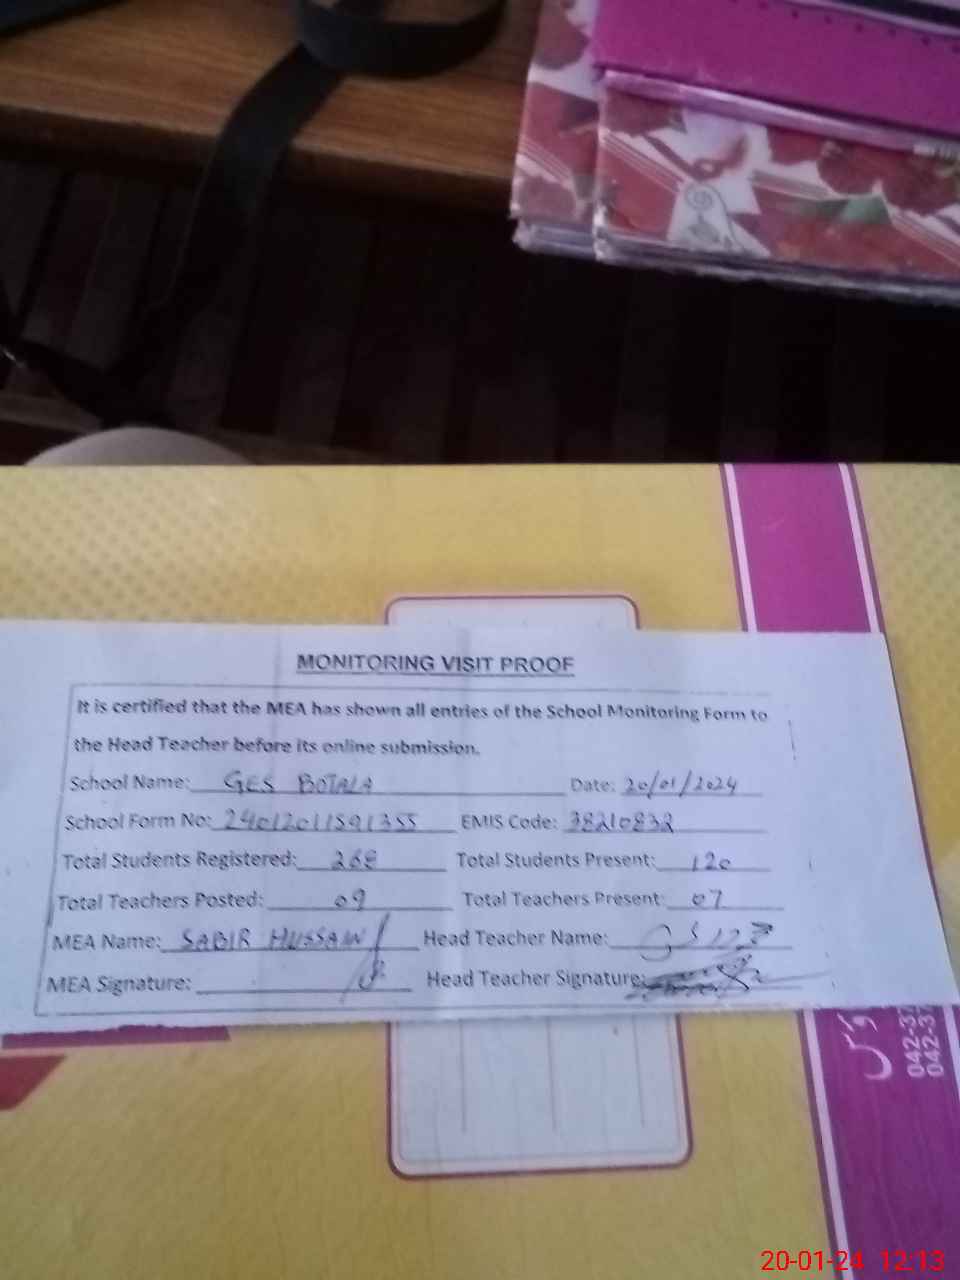 MONITORING VISIT PROOF
It is certified that the MEA has shown all entries of the School Monitoring Form to
the Head Teacher before its online submission.
School Name: GES BOTALA Date: 20/01/2024
School Form No: 24012011591355 EMIS Code: 38210832
Total Students Registered: 268 Total Students Present: 120
Total Teachers Posted: 09 Total Teachers Present: 07
MEA Name: SABIR HUSSAIN Head Teacher Name:
MEA Signature: Head Teacher Signature:
042-37
042-37
20-01-24 12:13